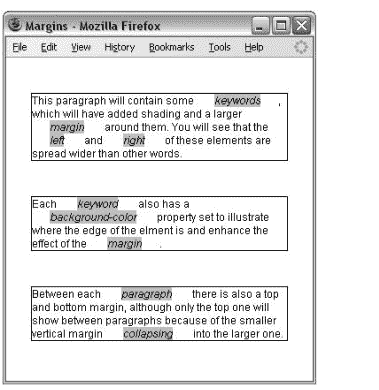 Margins - Mozilla Firefox
File Edit View History Bookmarks Tools Help
This paragraph will contain some keywords ,
which will have added shading and a larger
margin around them. You will see that the
left and right of these elements are
spread wider than other words.
Each keyword also has a
background-color property set to illustrate
where the edge of the elment is and enhance the
effect of the margin .
Between each paragraph there is also a top
and bottom margin, although only the top one will
show between paragraphs because of the smaller
vertical margin collapsing into the larger one.